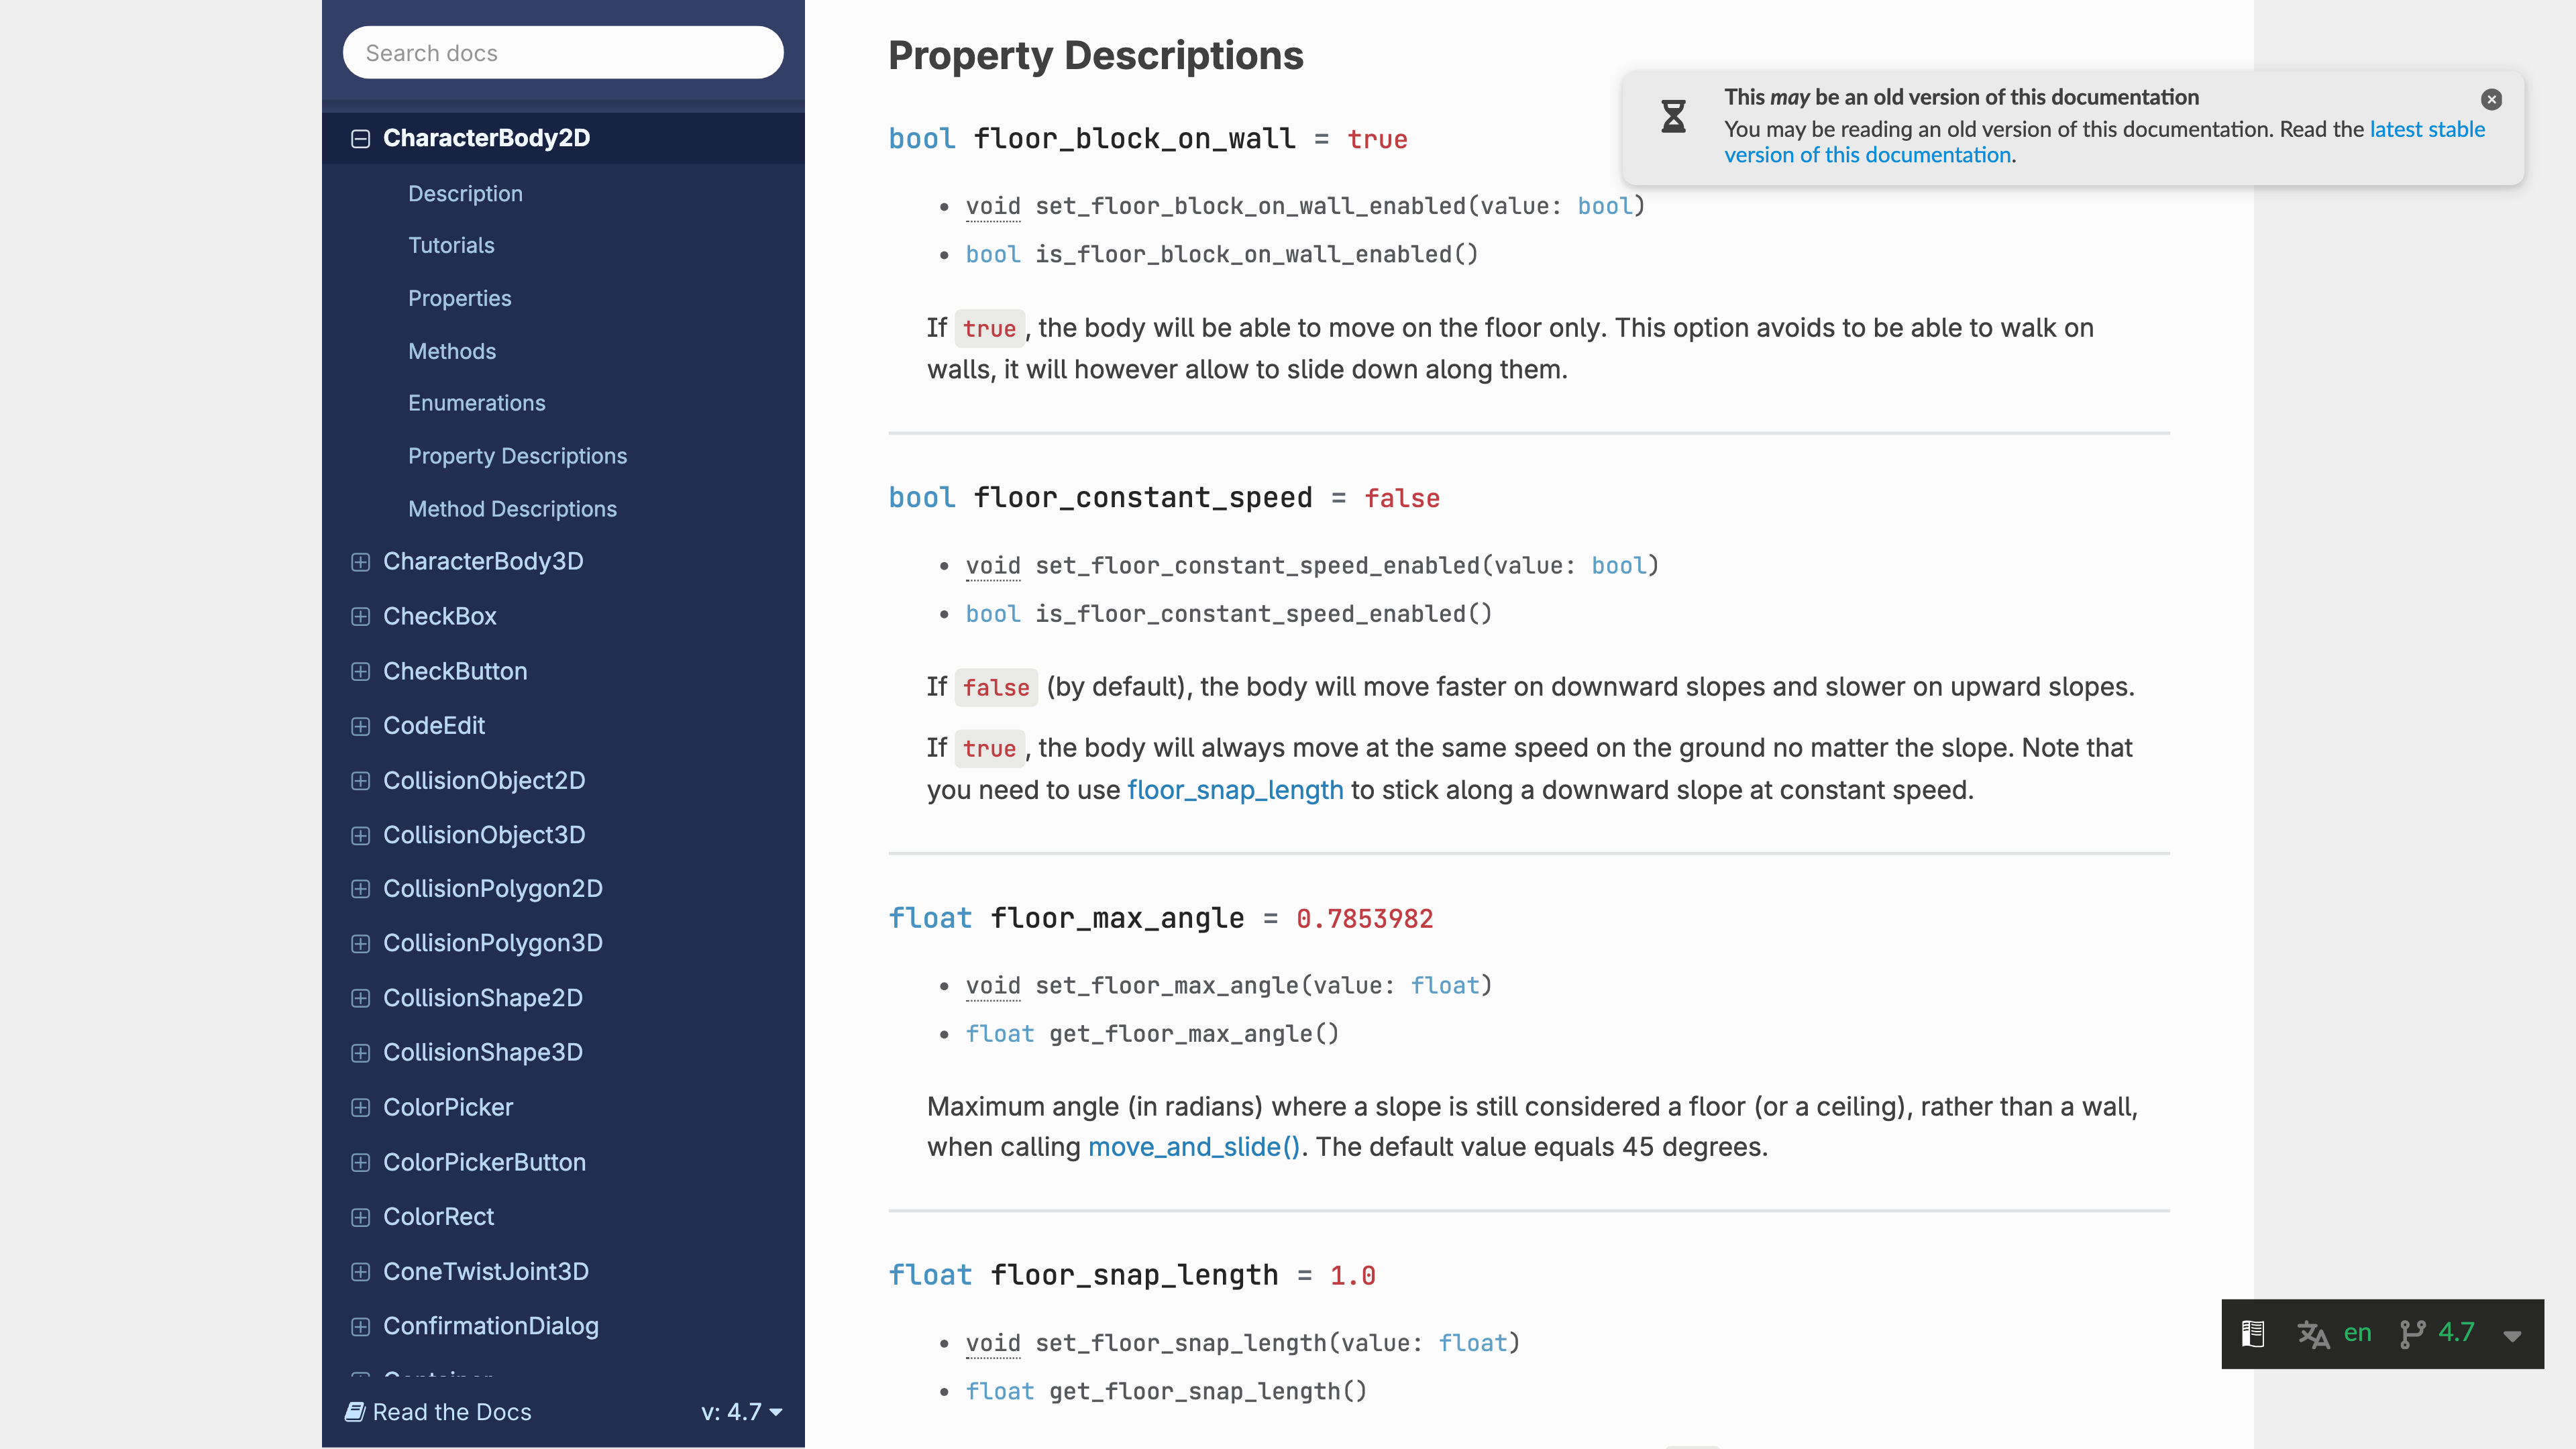 Search docs
CharacterBody2D
Description
Tutorials
Properties
Methods
Enumerations
Property Descriptions
Method Descriptions
CharacterBody3D
CheckBox
CheckButton
CodeEdit
CollisionObject2D
CollisionObject3D
CollisionPolygon2D
CollisionPolygon3D
CollisionShape2D
CollisionShape3D
ColorPicker
ColorPickerButton
ColorRect
ConeTwistJoint3D
ConfirmationDialog
Read the Docs v: 4.7
Property Descriptions
bool floor_block_on_wall = true
• void set_floor_block_on_wall_enabled(value: bool)
• bool is_floor_block_on_wall_enabled()
If true, the body will be able to move on the floor only. This option avoids to be able to walk on
walls, it will however allow to slide down along them.
bool floor_constant_speed = false
• void set_floor_constant_speed_enabled(value: bool)
• bool is_floor_constant_speed_enabled()
If false (by default), the body will move faster on downward slopes and slower on upward slopes.
If true, the body will always move at the same speed on the ground no matter the slope. Note that
you need to use floor_snap_length to stick along a downward slope at constant speed.
float floor_max_angle = 0.7853982
• void set_floor_max_angle(value: float)
• float get_floor_max_angle()
Maximum angle (in radians) where a slope is still considered a floor (or a ceiling), rather than a wall,
when calling move_and_slide(). The default value equals 45 degrees.
float floor_snap_length = 1.0
• void set_floor_snap_length(value: float)
• float get_floor_snap_length()
This may be an old version of this documentation
You may be reading an old version of this documentation. Read the latest stable
version of this documentation.
en 4.7